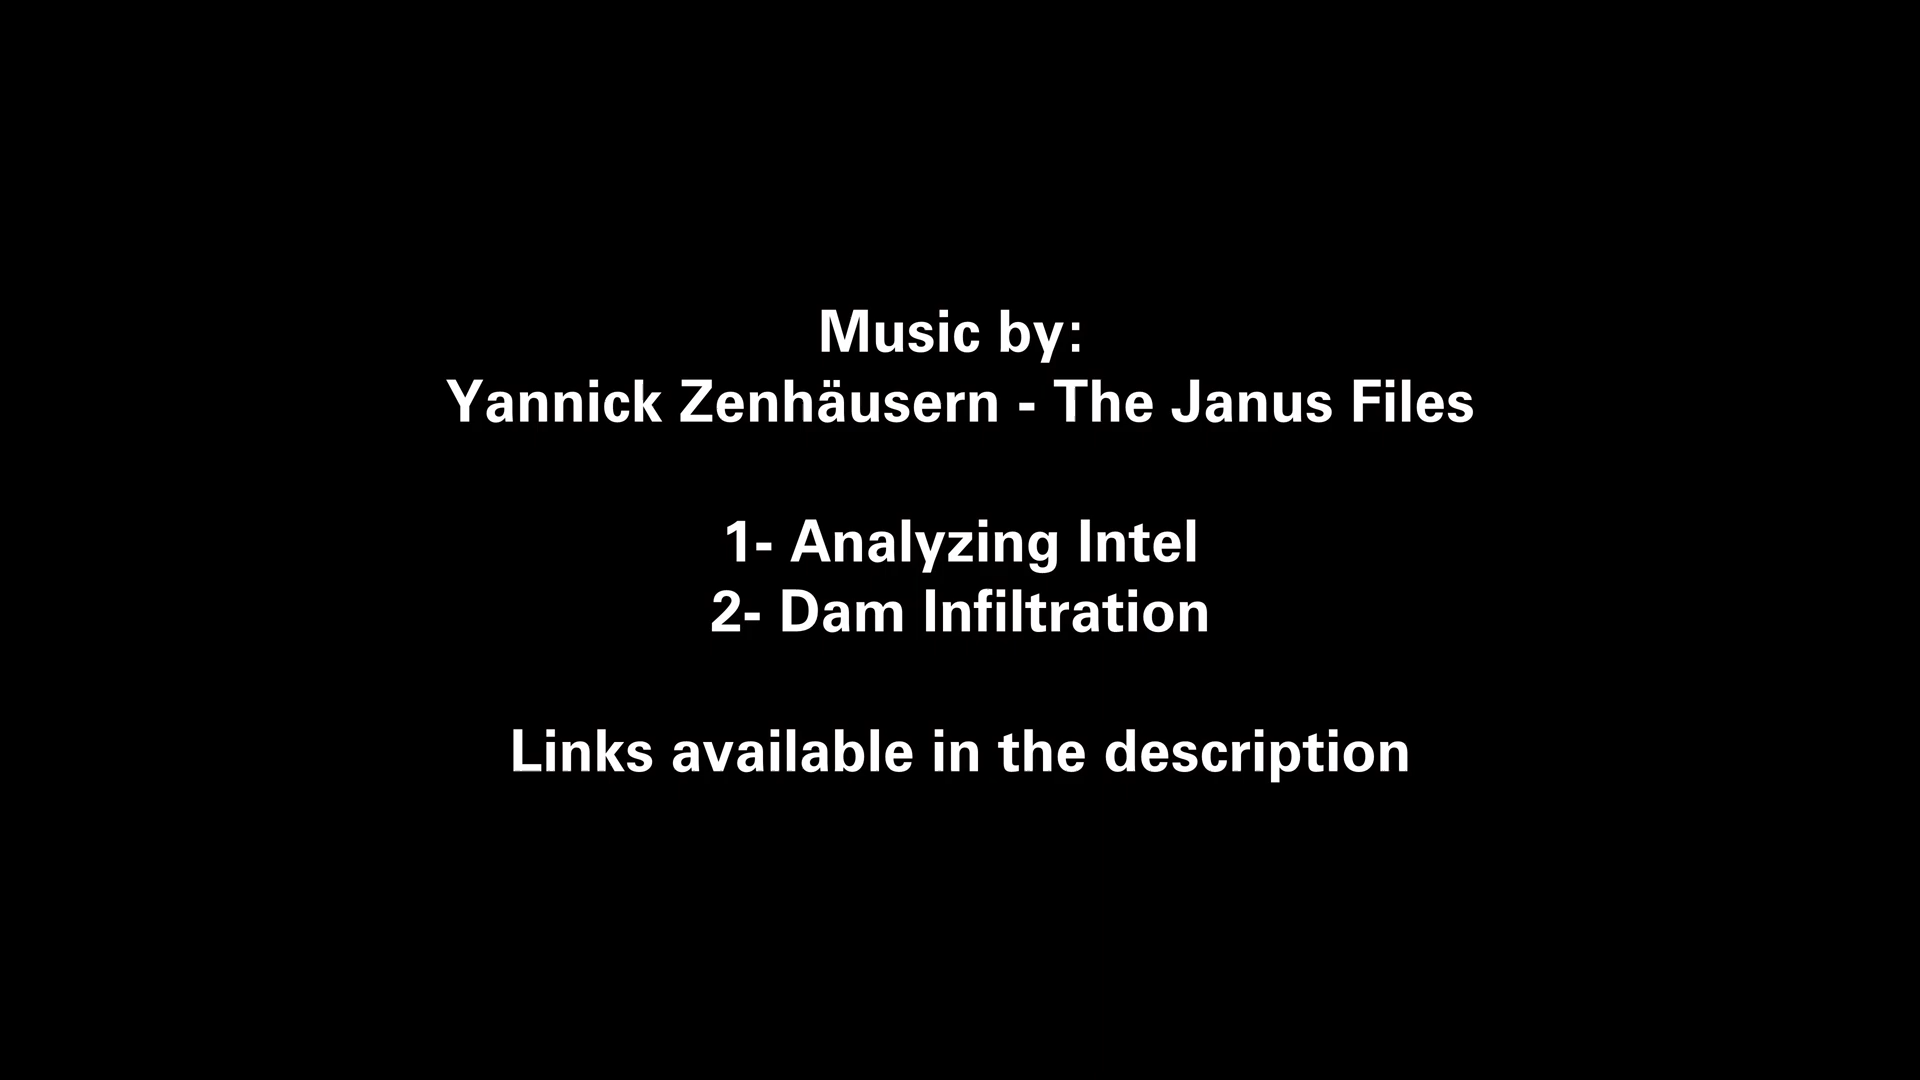 Music by:
Yannick Zenhäusern - The Janus Files
1- Analyzing Intel
2- Dam Infiltration
Links available in the description